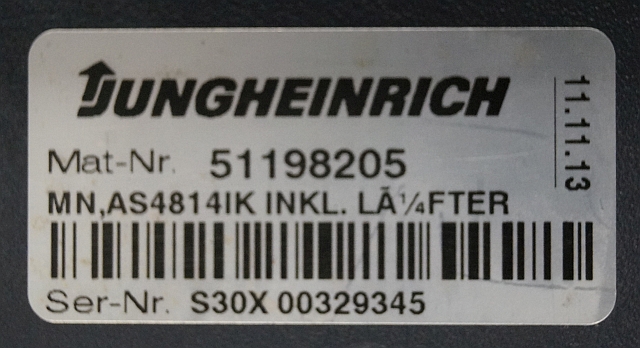 JUNGHEINRICH
11.11.13
Mat-Nr. 51198205
MN,AS4814IK INKL. LÃ¼FTER
Ser-Nr. S30X 00329345